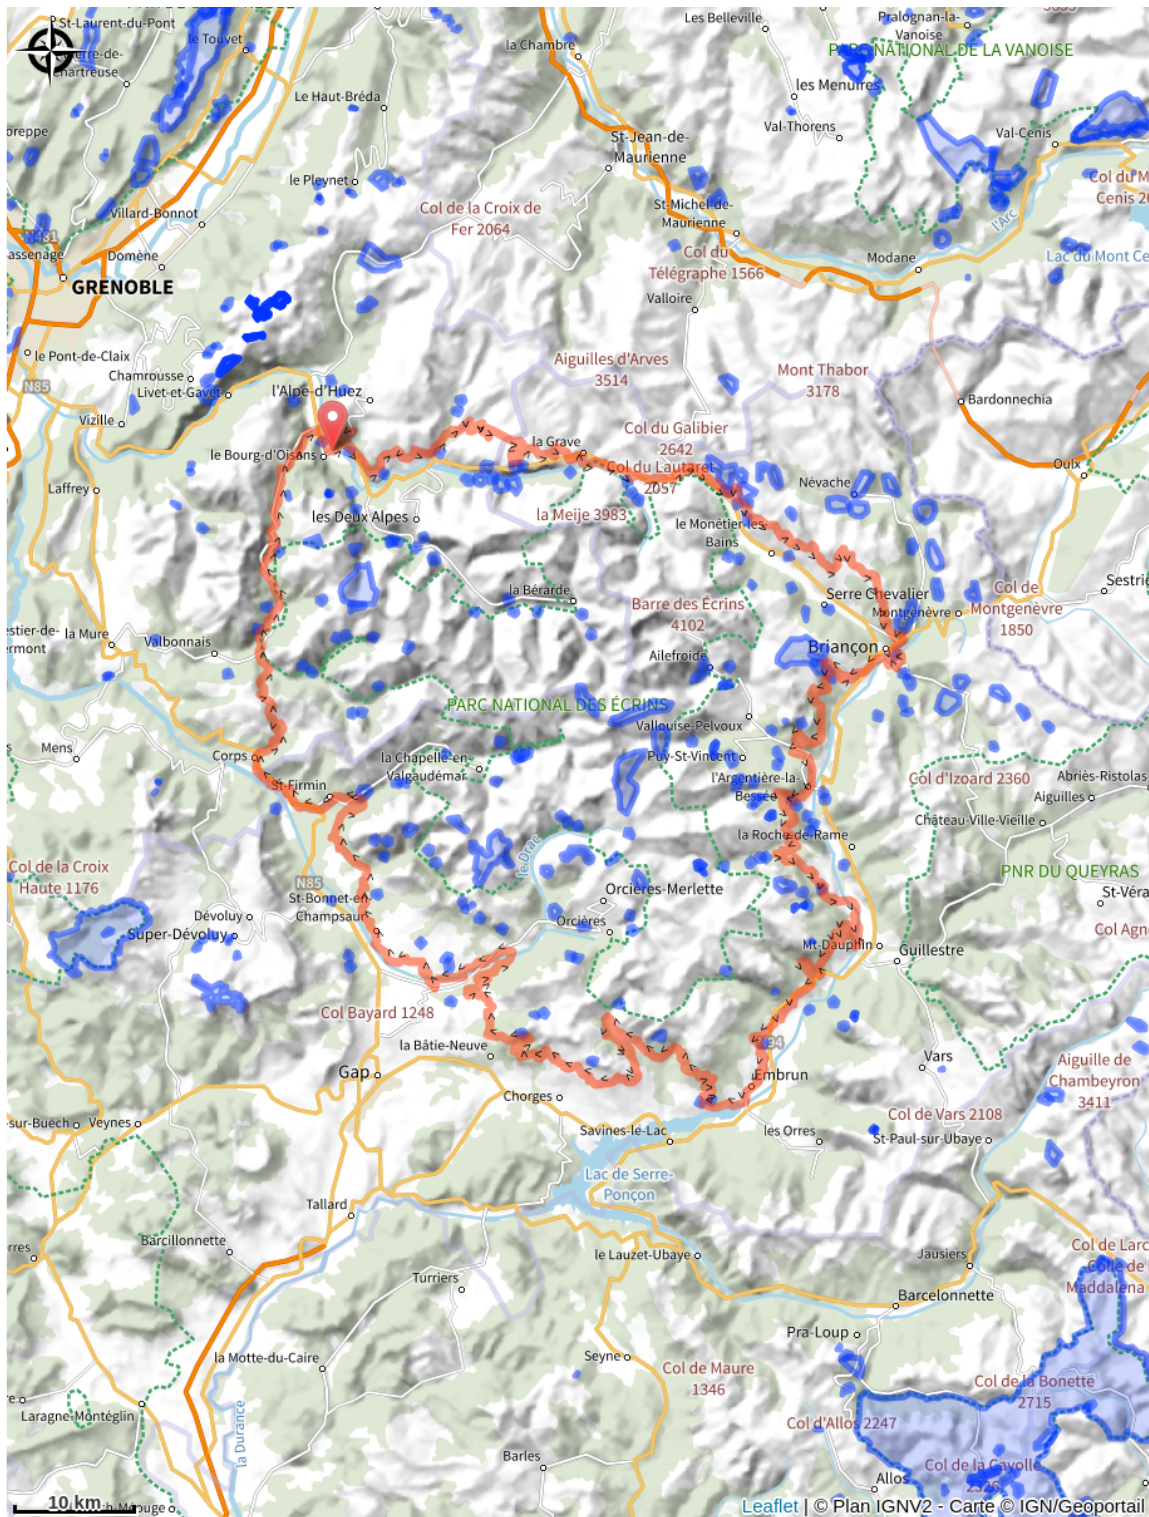 St-Laurent-du-Pont
le Touvet
Chartreuse
Les Belleville
la Chambre
Pralognan-la-
Vanoise
PARC NATIONAL DE LA VANOISE
les Menuires
Le Haut-Bréda
Val-Thorens
Val-Cenis
St-Jean-de-
Maurienne
le Pleynet
Villard-Bonnot
Col de la Croix de
Fer 2064
St-Michel-de-
Maurienne
l'Arc
Domène
GRENOBLE
Col du
Télégraphe 1566
Modane
Valloire
le Pont-de-Claix
Chamrousse
Livet-et-Gavet
N85
Vizille
l'Alpe-d'Huez
Aiguilles d'Arves
3514
Mont Thabor
3178
Bardonnechia
le Bourg-d'Oisans
la Grave
Col du Galibier
2642
Col du Lautaret
2057
Oulx
Laffrey
Névache
les Deux Alpes
la Meije 3983
le Monêtier-les-
Bains
la Bérarde
Serre Chevalier
Montgenèvre
Col de
Montgenèvre
1850
Barre des Écrins
4102
la Mure
Valbonnais
Briançon
Ailefroide
PARC NATIONAL DES ÉCRINS
Vallouise-Pelvoux
Mens
Corps
la Chapelle-en-
Valgaudémar
Puy-St-Vincent
St-Firmin
l'Argentière-la-
Bessée
Col d'Izoard 2360
Abriès-Ristolas
Aiguilles
Château-Ville-Vieille
la Roche-de-Rame
le Drac
Col de la Croix
Haute 1176
PNR DU QUEYRAS
N85
St-Bonnet-en-
Champsaur
Orcières-Merlette
Dévoluy
Super-Dévoluy
Orcières
Mt-Dauphin
Guillestre
Col Bayard 1248
la Bâtie-Neuve
Gap
Vars
Aiguille de
Chambeyron
3411
Embrun
Chorges
Col de Vars 2108
Veynes
Savines-le-Lac
les Orres
St-Paul-sur-Ubaye
Lac de Serre-
Ponçon
Tallard
Barcillonnette
le Lauzet-Ubaye
Jausiers
Turriers
Barcelonnette
Pra-Loup
la Motte-du-Caire
Seyne
Col de Maure
1346
Col de la Bonette
2715
Laragne-Montéglin
Col d'Allos 2247
la Durance
Barles
Col de la Cayolle
Allos
10 km
Leaflet | © Plan IGNV2 - Carte © IGN/Geoportail